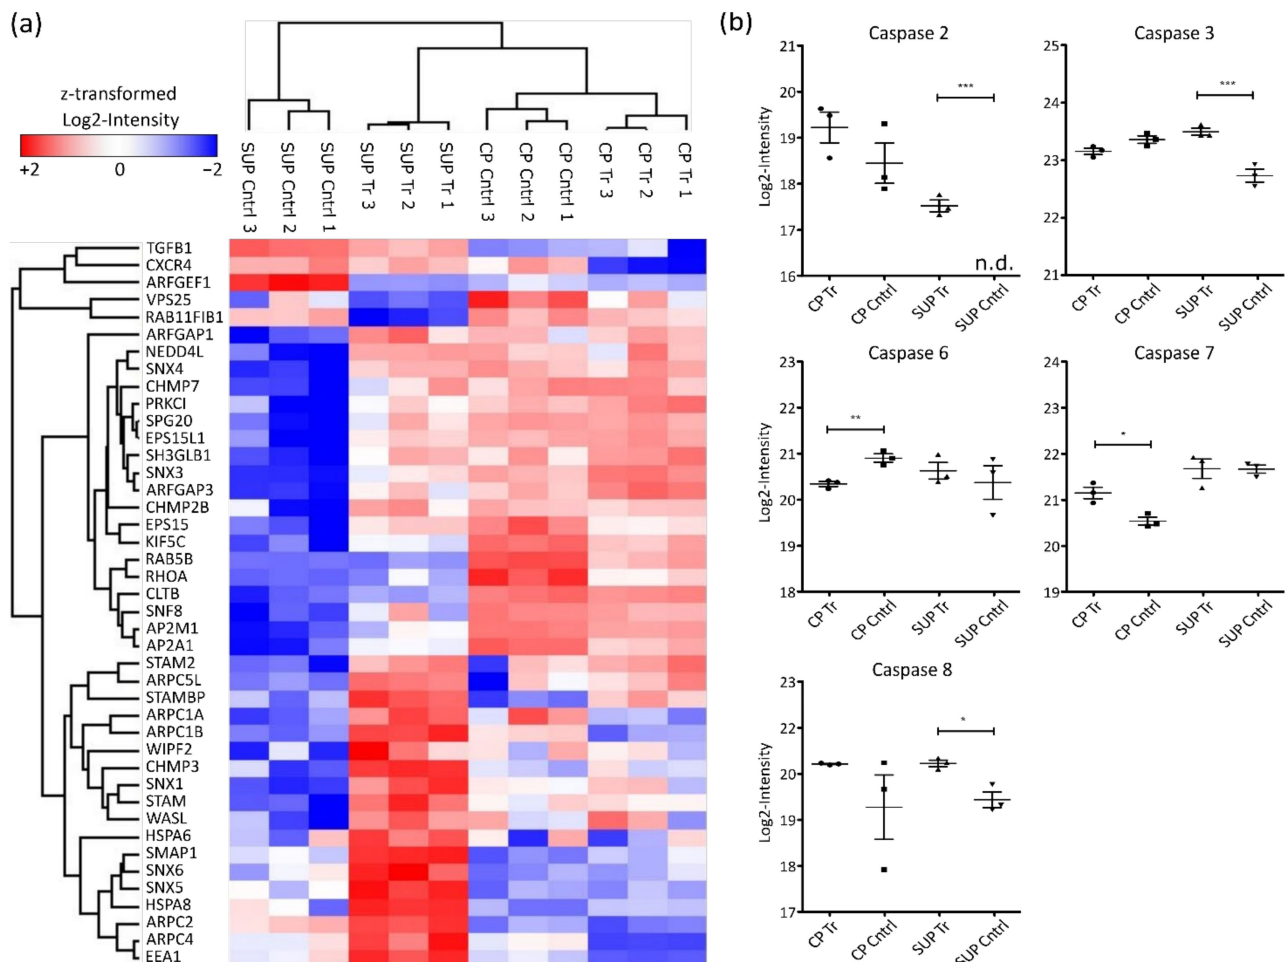 (a)
z-transformed
Log2-Intensity
+2 0 −2
SUP Cntrl 3
SUP Cntrl 2
SUP Cntrl 1
SUP Tr 3
SUP Tr 2
SUP Tr 1
CP Cntrl 3
CP Cntrl 2
CP Cntrl 1
CP Tr 3
CP Tr 2
CP Tr 1
TGFB1
CXCR4
ARFGEF1
VPS25
RAB11FIB1
ARFGAP1
NEDD4L
SNX4
CHMP7
PRKCI
SPG20
EPS15L1
SH3GLB1
SNX3
ARFGAP3
CHMP2B
EPS15
KIF5C
RAB5B
RHOA
CLTB
SNF8
AP2M1
AP2A1
STAM2
ARPC5L
STAMBP
ARPC1A
ARPC1B
WIPF2
CHMP3
SNX1
STAM
WASL
HSPA6
SMAP1
SNX6
SNX5
HSPA8
ARPC2
ARPC4
EEA1
(b)
Caspase 2
Log2-Intensity
21
20
19
18
17
16
***
n.d.
CP Tr
CP Cntrl
SUP Tr
SUP Cntrl
Caspase 3
25
24
23
22
21
***
CP Tr
CP Cntrl
SUP Tr
SUP Cntrl
Caspase 6
Log2-Intensity
23
22
21
20
19
18
**
CP Tr
CP Cntrl
SUP Tr
SUP Cntrl
Caspase 7
24
23
22
21
20
19
*
CP Tr
CP Cntrl
SUP Tr
SUP Cntrl
Caspase 8
Log2-Intensity
23
22
20
19
18
17
*
CP Tr
CP Cntrl
SUP Tr
SUP Cntrl